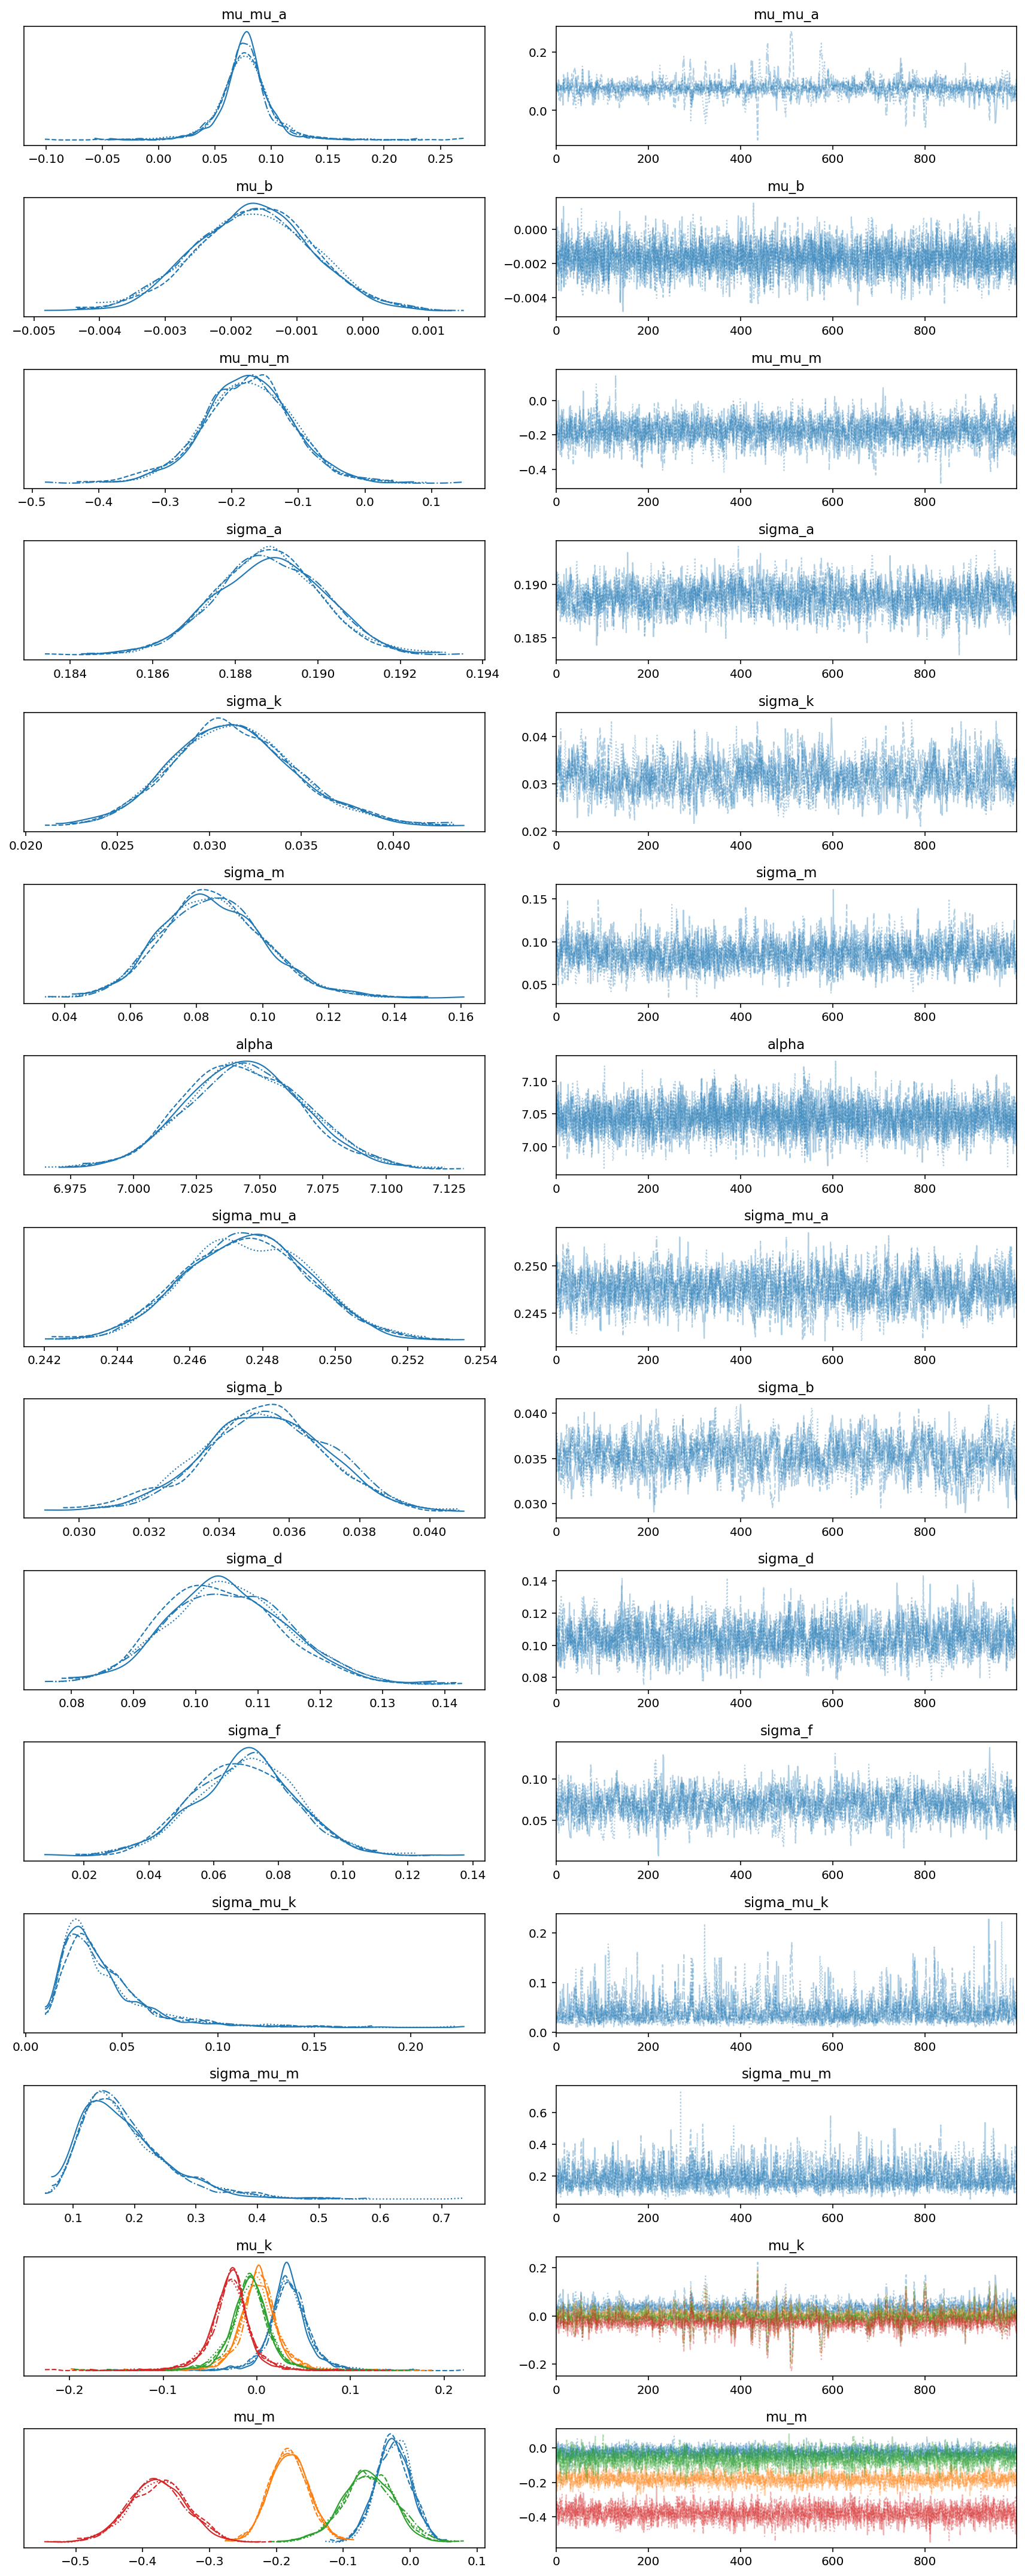 mu_mu_a mu_mu_a
0.2
0.0
−0.10 −0.05 0.00 0.05 0.10 0.15 0.20 0.25 0 200 400 600 800
mu_b mu_b
0.000
−0.002
−0.004
−0.005 −0.004 −0.003 −0.002 −0.001 0.000 0.001 0 200 400 600 800
mu_mu_m mu_mu_m
0.0
−0.2
−0.4
−0.5 −0.4 −0.3 −0.2 −0.1 0.0 0.1 0 200 400 600 800
sigma_a sigma_a
0.190
0.185
0.184 0.186 0.188 0.190 0.192 0.194 0 200 400 600 800
sigma_k sigma_k
0.04
0.03
0.02
0.020 0.025 0.030 0.035 0.040 0 200 400 600 800
sigma_m sigma_m
0.15
0.10
0.05
0.04 0.06 0.08 0.10 0.12 0.14 0.16 0 200 400 600 800
alpha alpha
7.10
7.05
7.00
6.975 7.000 7.025 7.050 7.075 7.100 7.125 0 200 400 600 800
sigma_mu_a sigma_mu_a
0.250
0.245
0.242 0.244 0.246 0.248 0.250 0.252 0.254 0 200 400 600 800
sigma_b sigma_b
0.040
0.035
0.030
0.030 0.032 0.034 0.036 0.038 0.040 0 200 400 600 800
sigma_d sigma_d
0.14
0.12
0.10
0.08
0.08 0.09 0.10 0.11 0.12 0.13 0.14 0 200 400 600 800
sigma_f sigma_f
0.10
0.05
0.02 0.04 0.06 0.08 0.10 0.12 0.14 0 200 400 600 800
sigma_mu_k sigma_mu_k
0.2
0.1
0.0
0.00 0.05 0.10 0.15 0.20 0 200 400 600 800
sigma_mu_m sigma_mu_m
0.6
0.4
0.2
0.1 0.2 0.3 0.4 0.5 0.6 0.7 0 200 400 600 800
mu_k mu_k
0.2
0.0
−0.2
−0.2 −0.1 0.0 0.1 0.2 0 200 400 600 800
mu_m mu_m
0.0
−0.2
−0.4
−0.5 −0.4 −0.3 −0.2 −0.1 0.0 0.1 0 200 400 600 800